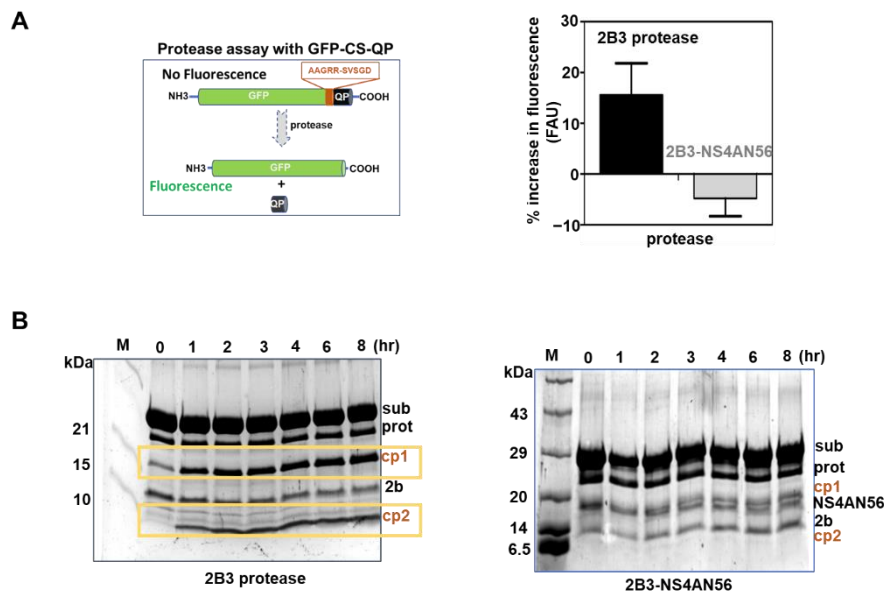 A
Protease assay with GFP-CS-QP
AAGRR-SVSGD
No Fluorescence
NH3 GFP QP COOH
protease
NH3 GFP COOH
Fluorescence
+
QP
% increase in fluorescence
(FAU)
30
20
10
0
−10
2B3 protease
2B3-NS4AN56
protease
B
M 0 1 2 3 4 6 8 (hr)
kDa
21
15
10
sub
prot
cp1
2b
cp2
2B3 protease
M 0 1 2 3 4 6 8 (hr)
kDa
43
29
20
14
6.5
sub
prot
cp1
NS4AN56
2b
cp2
2B3-NS4AN56